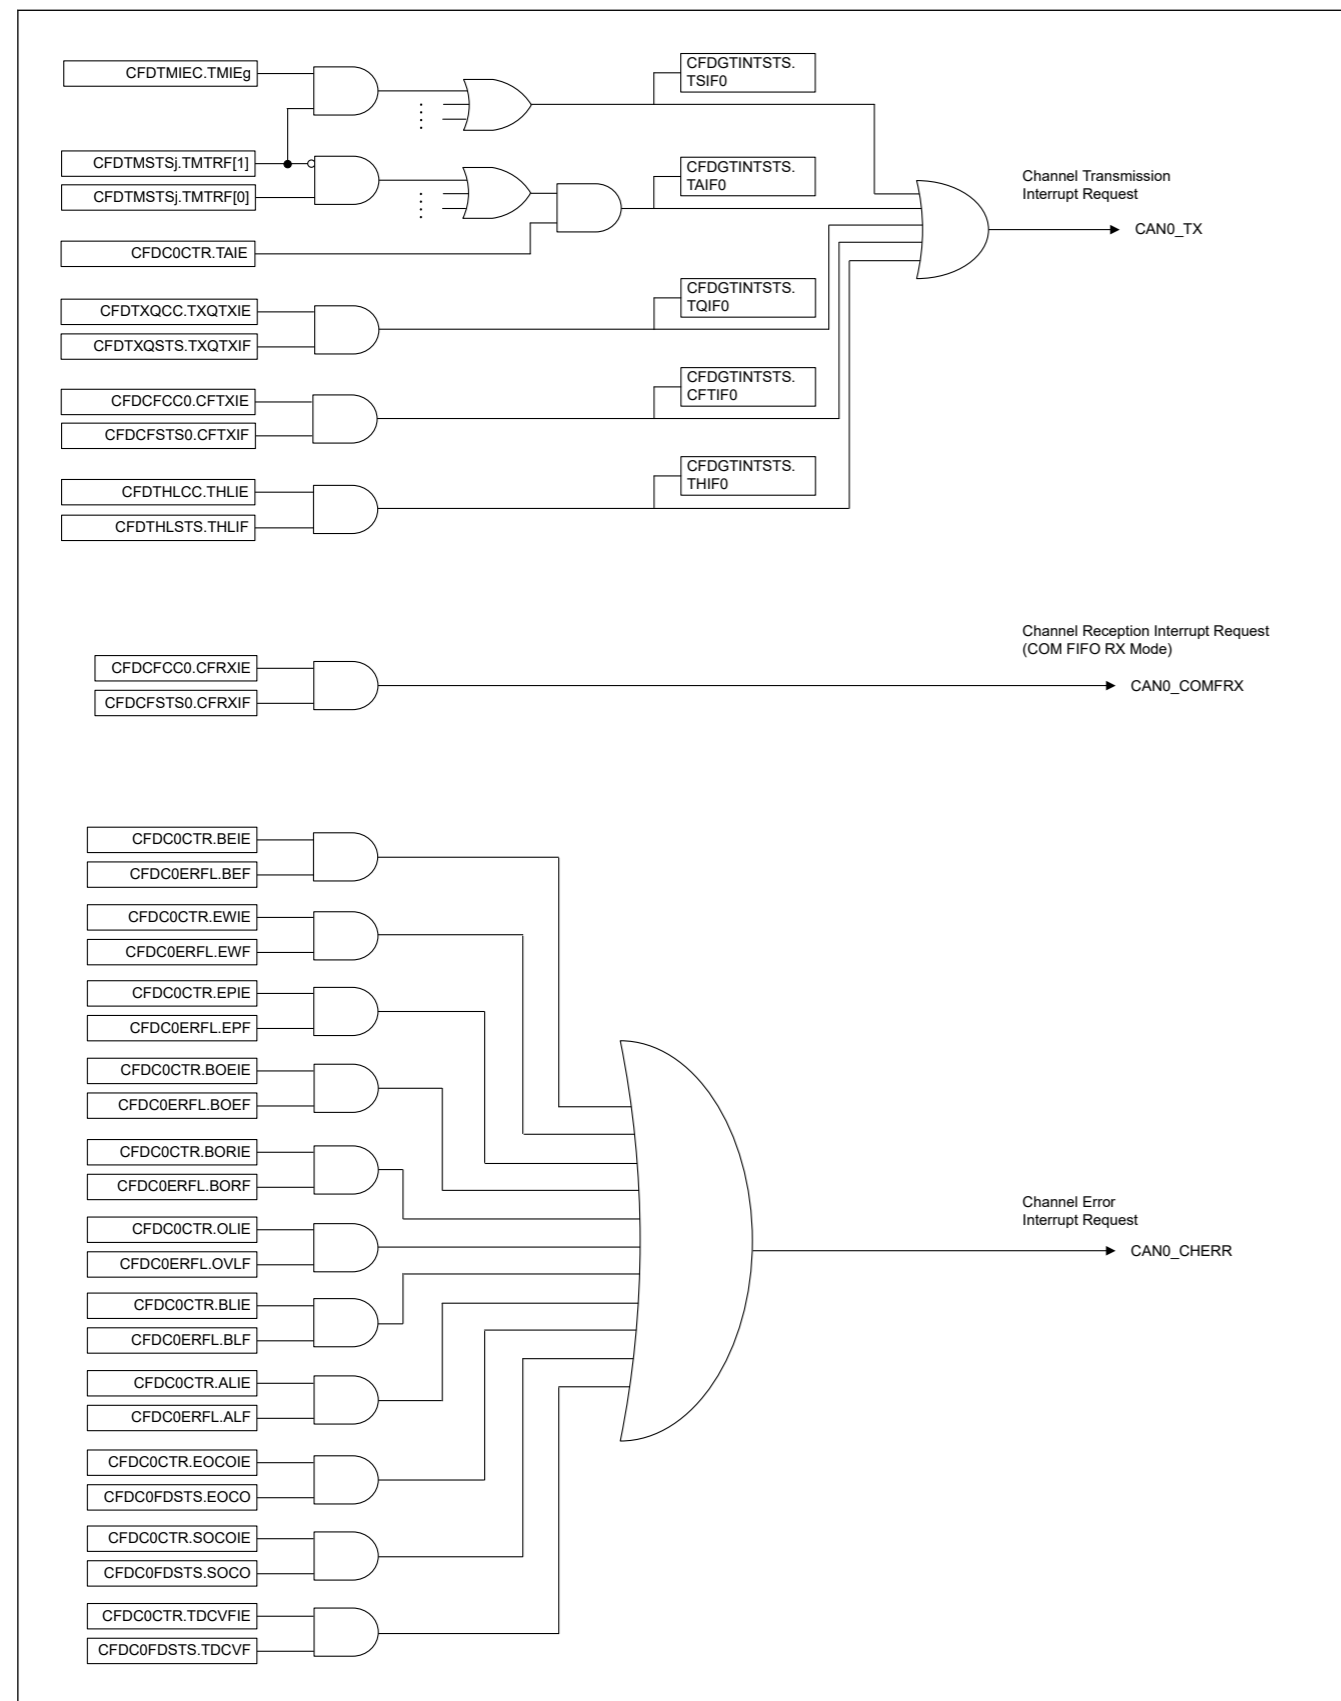 CFDTMIEC.TMIEg
CFDGTINTSTS.
TSIF0
CFDTMSTSj.TMTRF[1]
CFDTMSTSj.TMTRF[0]
CFDGTINTSTS.
TAIF0
Channel Transmission
Interrupt Request
CAN0_TX
CFDC0CTR.TAIE
CFDTXQCC.TXQTXIE
CFDTXQSTS.TXQTXIF
CFDGTINTSTS.
TQIF0
CFDCFCC0.CFTXIE
CFDCFSTS0.CFTXIF
CFDGTINTSTS.
CFTIF0
CFDTHLCC.THLIE
CFDTHLSTS.THLIF
CFDGTINTSTS.
THIF0
Channel Reception Interrupt Request
(COM FIFO RX Mode)
CFDCFCC0.CFRXIE
CFDCFSTS0.CFRXIF
CAN0_COMFRX
CFDC0CTR.BEIE
CFDC0ERFL.BEF
CFDC0CTR.EWIE
CFDC0ERFL.EWF
CFDC0CTR.EPIE
CFDC0ERFL.EPF
CFDC0CTR.BOEIE
CFDC0ERFL.BOEF
CFDC0CTR.BORIE
CFDC0ERFL.BORF
CFDC0CTR.OLIE
CFDC0ERFL.OVLF
Channel Error
Interrupt Request
CAN0_CHERR
CFDC0CTR.BLIE
CFDC0ERFL.BLF
CFDC0CTR.ALIE
CFDC0ERFL.ALF
CFDC0CTR.EOCOIE
CFDC0FDSTS.EOCO
CFDC0CTR.SOCOIE
CFDC0FDSTS.SOCO
CFDC0CTR.TDCVFIE
CFDC0FDSTS.TDCVF